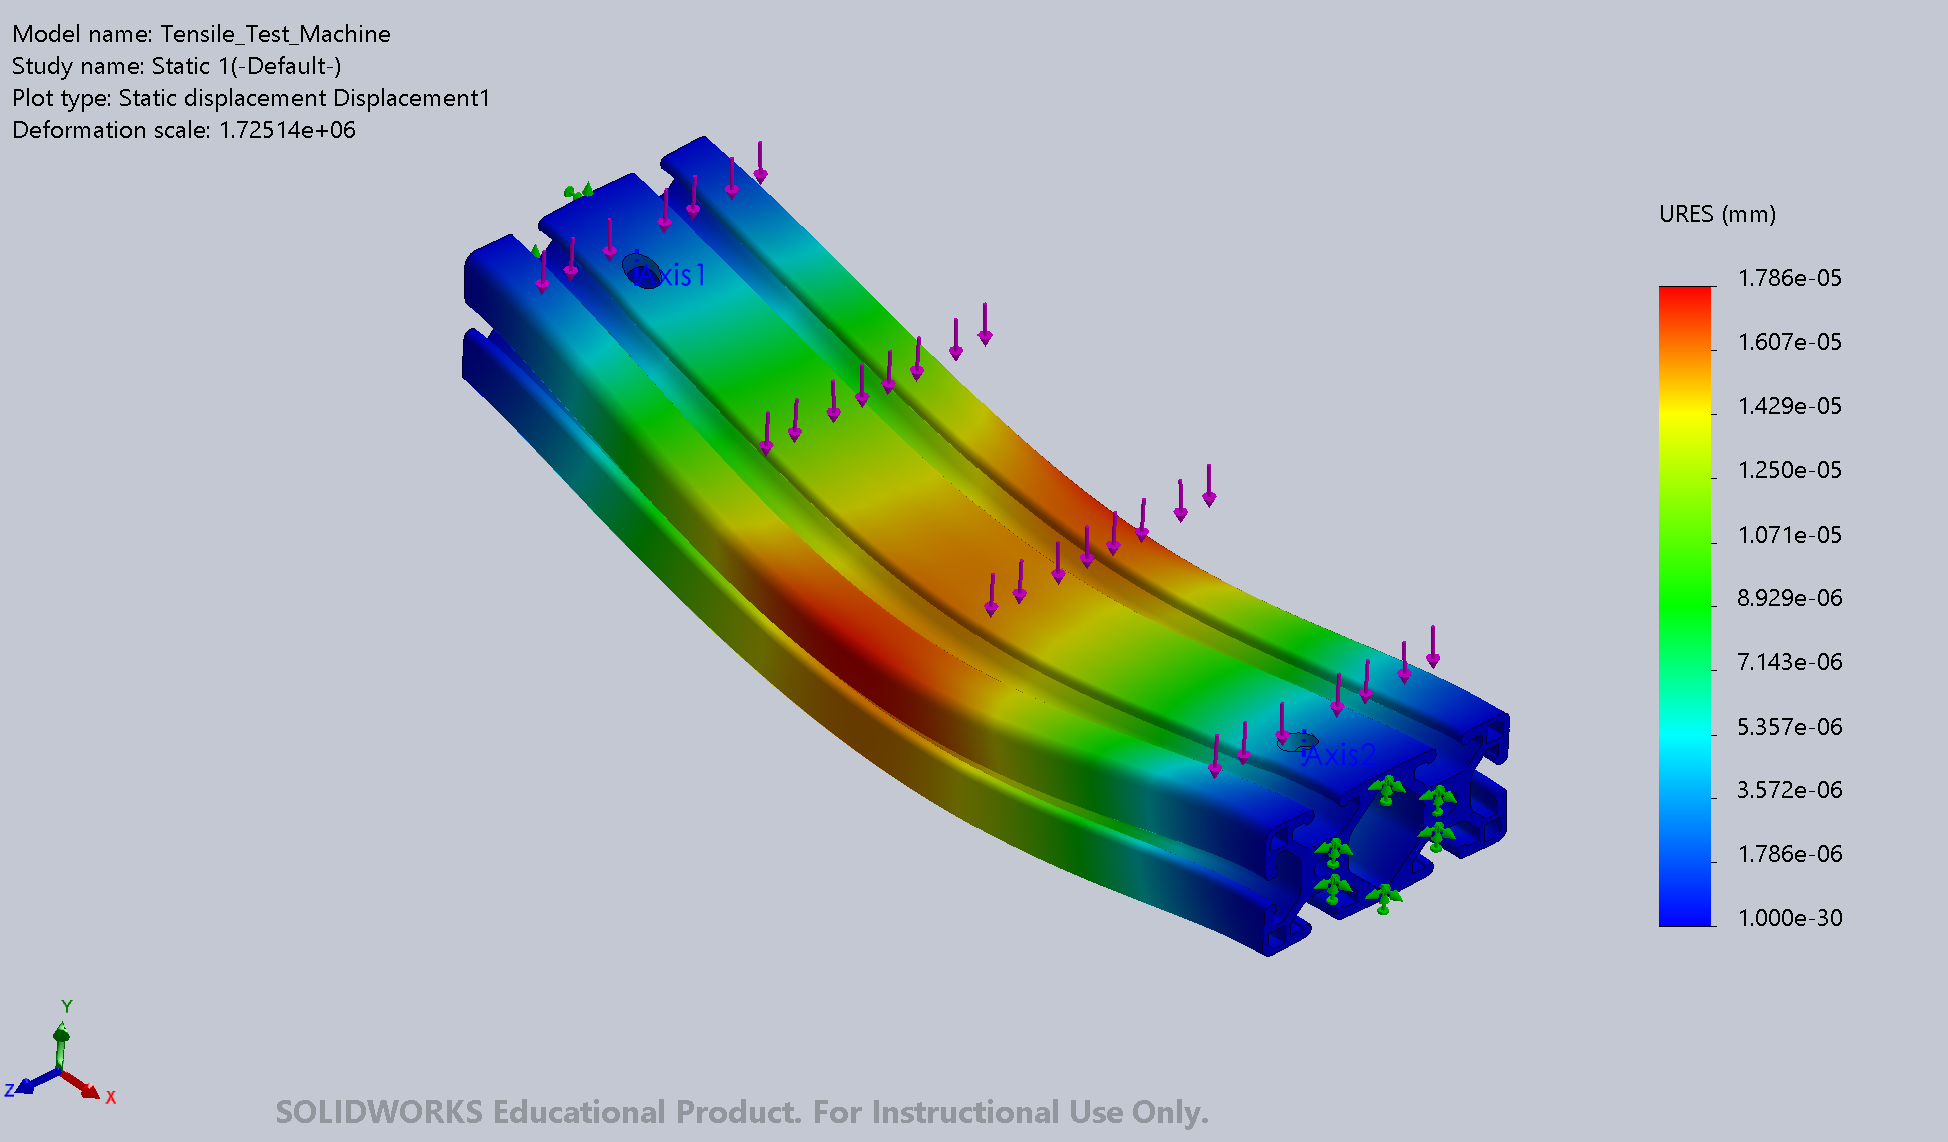 Model name: Tensile_Test_Machine
Study name: Static 1(-Default-)
Plot type: Static displacement Displacement1
Deformation scale: 1.72514e+06
URES (mm)
1.786e-05
1.607e-05
1.429e-05
1.250e-05
1.071e-05
8.929e-06
7.143e-06
5.357e-06
3.572e-06
1.786e-06
1.000e-30
Axis1
Axis2
Y
Z
X
SOLIDWORKS Educational Product. For Instructional Use Only.